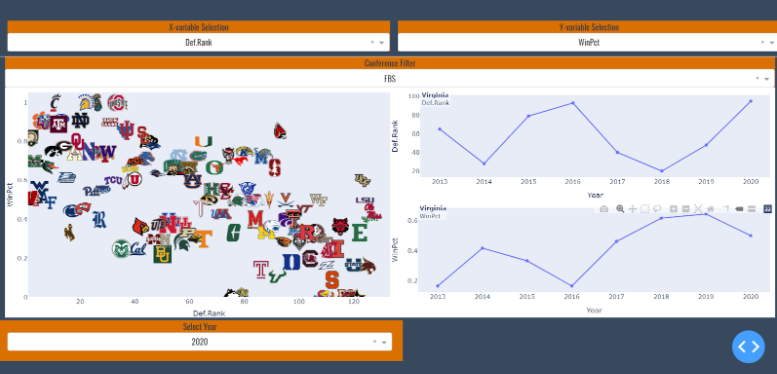 X-variable Selection
Def.Rank
Y-variable Selection
WinPct
Conference Filter
FBS
WinPct
1
0.8
0.6
0.4
0.2
0
20
40
60
80
100
120
Def.Rank
TCU
Cal
LSU
Virginia
Def.Rank
Def.Rank
100
80
60
40
20
2013
2014
2015
2016
2017
2018
2019
2020
Year
Virginia
WinPct
WinPct
0.6
0.4
0.2
2013
2014
2015
2016
2017
2018
2019
2020
Year
Select Year
2020